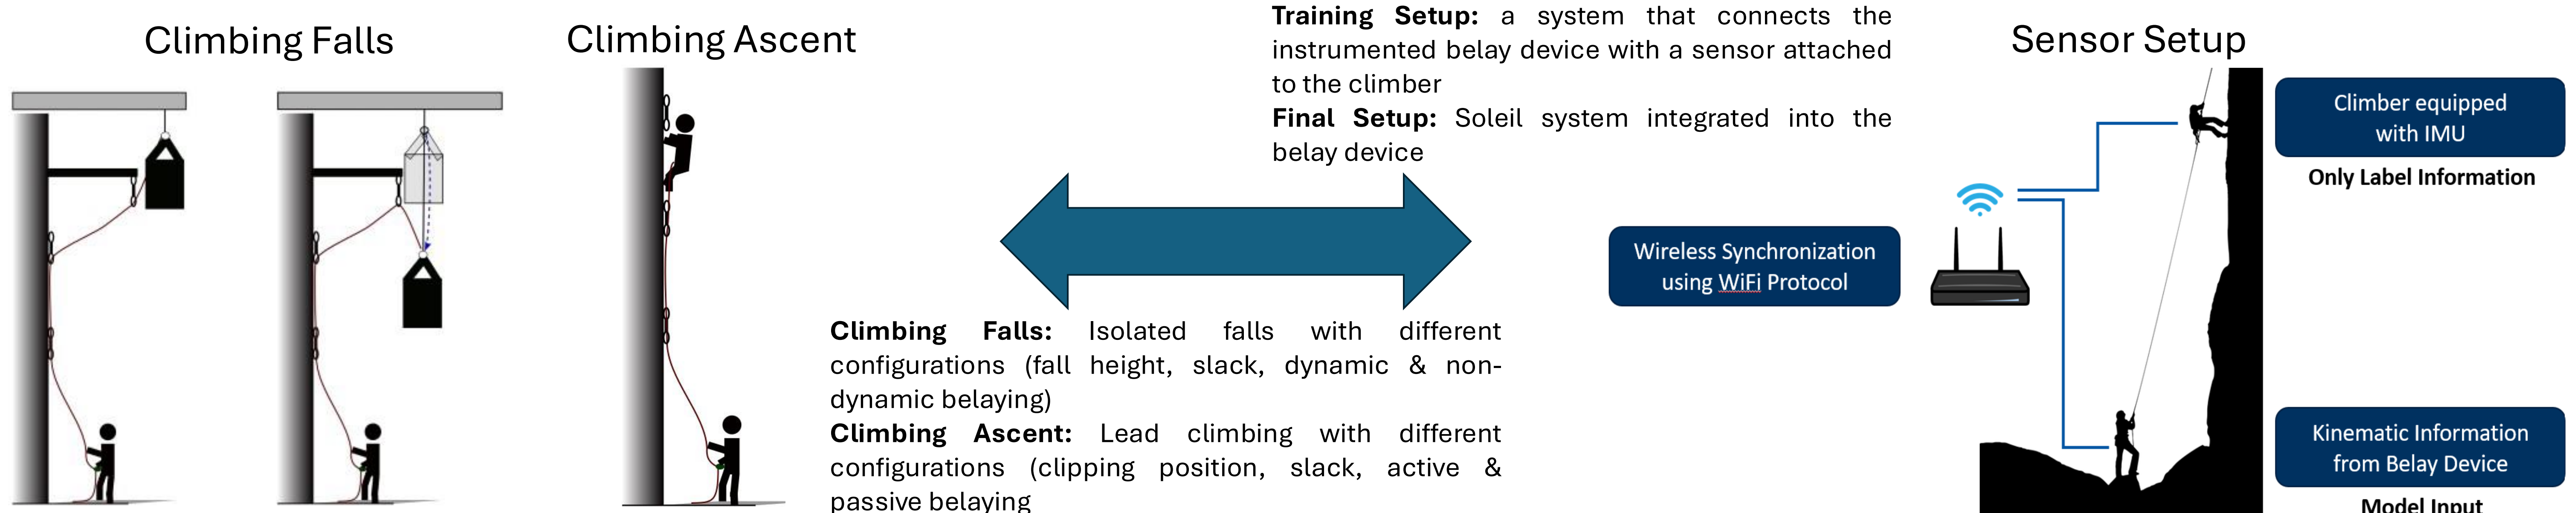 Climbing Falls
Climbing Ascent
Training Setup: a system that connects the
instrumented belay device with a sensor attached
to the climber
Final Setup: Soleil system integrated into the
belay device
Climbing Falls: Isolated falls with different
configurations (fall height, slack, dynamic & non-
dynamic belaying)
Climbing Ascent: Lead climbing with different
configurations (clipping position, slack, active &
passive belaying
Sensor Setup
Climber equipped
with IMU
Only Label Information
Wireless Synchronization
using WiFi Protocol
Kinematic Information
from Belay Device
Model Input